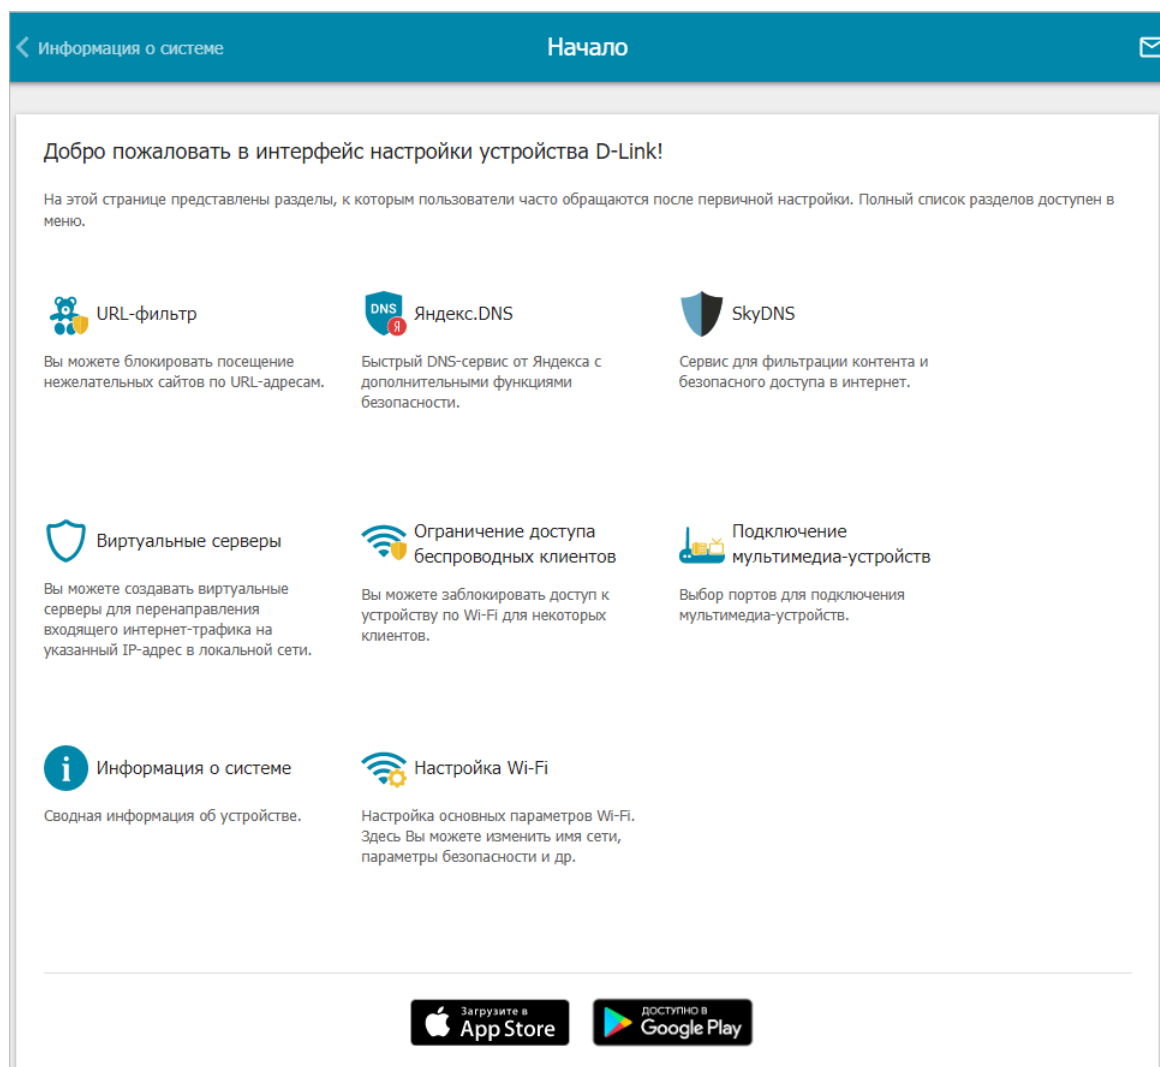 Информация о системе
Начало
Добро пожаловать в интерфейс настройки устройства D-Link!
На этой странице представлены разделы, к которым пользователи часто обращаются после первичной настройки. Полный список разделов доступен в
меню.
URL-фильтр
Вы можете блокировать посещение
нежелательных сайтов по URL-адресам.
DNS
Я
Яндекс.DNS
Быстрый DNS-сервис от Яндекса с
дополнительными функциями
безопасности.
SkyDNS
Сервис для фильтрации контента и
безопасного доступа в интернет.
Виртуальные серверы
Вы можете создавать виртуальные
серверы для перенаправления
входящего интернет-трафика на
указанный IP-адрес в локальной сети.
Ограничение доступа
беспроводных клиентов
Вы можете заблокировать доступ к
устройству по Wi-Fi для некоторых
клиентов.
Подключение
мультимедиа-устройств
Выбор портов для подключения
мультимедиа-устройств.
Информация о системе
Сводная информация об устройстве.
Настройка Wi-Fi
Настройка основных параметров Wi-Fi.
Здесь Вы можете изменить имя сети,
параметры безопасности и др.
Загрузите в
App Store
ДОСТУПНО В
Google Play